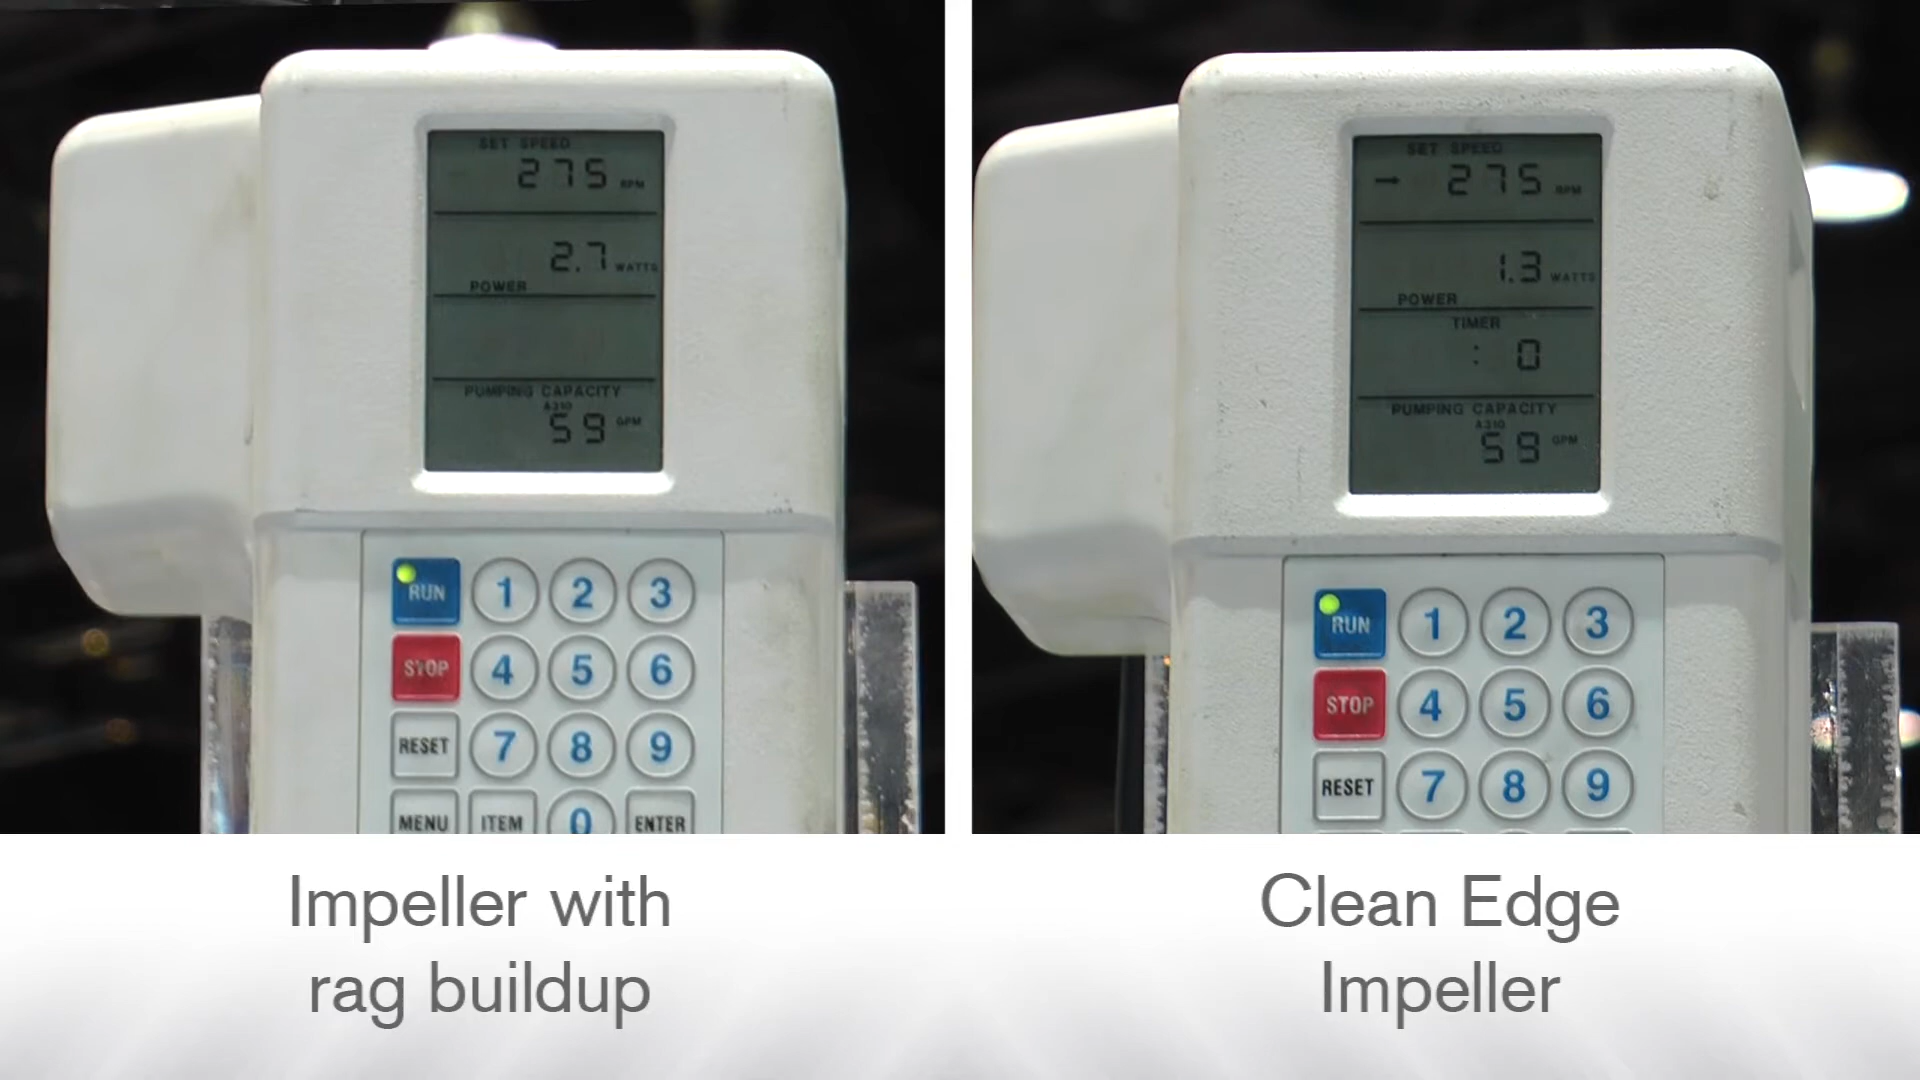 SET SPEED
275 RPM
2.7 WATTS
POWER
PUMPING CAPACITY
A310
59 GPM
RUN 1 2 3
STOP 4 5 6
RESET 7 8 9
MENU ITEM 0 ENTER
Impeller with
rag buildup
SET SPEED
→ 275 RPM
1.3 WATTS
POWER
TIMER
: 0
PUMPING CAPACITY
A310
59 GPM
RUN 1 2 3
STOP 4 5 6
RESET 7 8 9
Clean Edge
Impeller